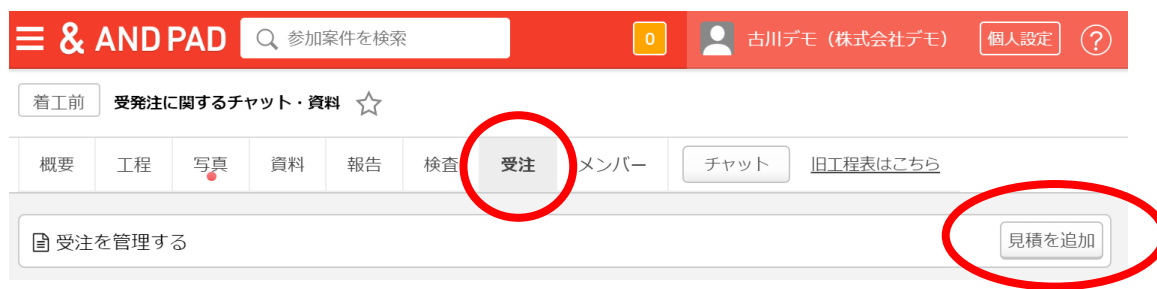 & AND PAD 参加案件を検索 0 古川デモ（株式会社デモ） 個人設定 ?
着工前 受発注に関するチャット・資料
概要 工程 写真 資料 報告 検査 受注 メンバー チャット 旧工程表はこちら
受注を管理する 見積を追加